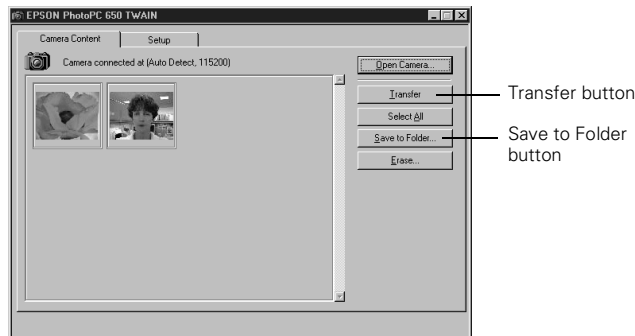 EPSON PhotoPC 650 TWAIN
Camera Content
Setup
Camera connected at (Auto Detect, 115200)
Open Camera...
Transfer
Select All
Save to Folder...
Erase...
Transfer button
Save to Folder
button